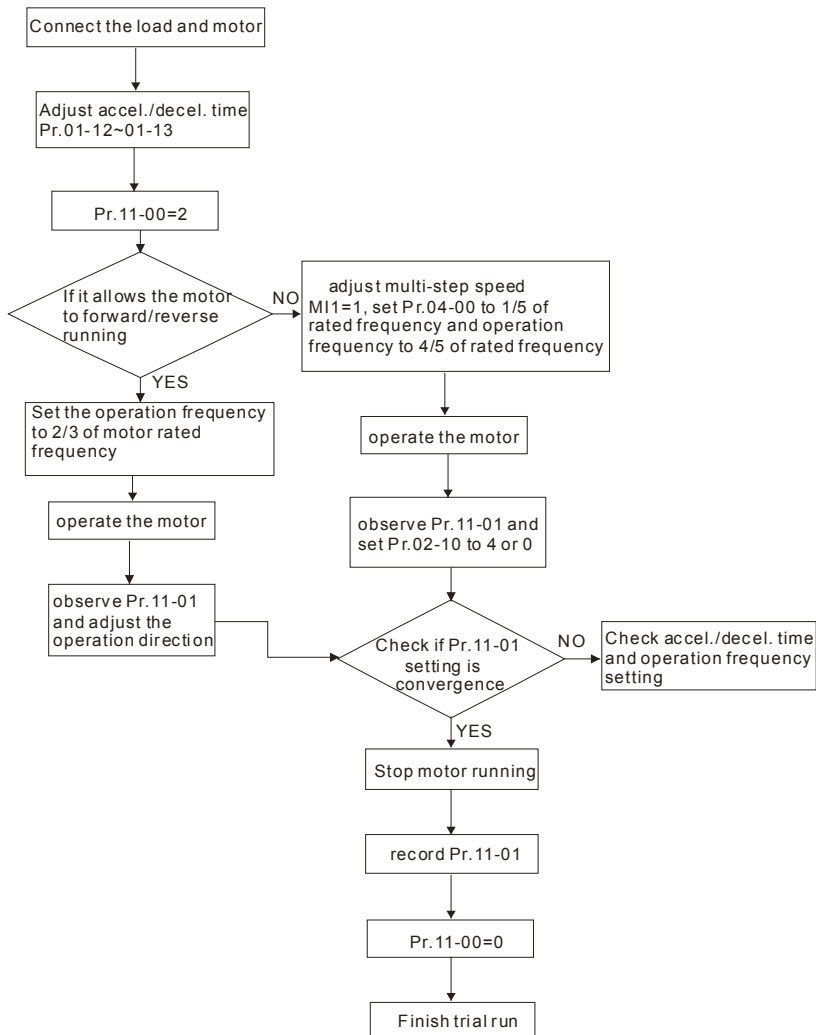 Connect the load and motor
Adjust accel./decel. time
Pr.01-12~01-13
Pr.11-00=2
If it allows the motor
to forward/reverse
running
NO
YES
adjust multi-step speed
MI1=1, set Pr.04-00 to 1/5 of
rated frequency and operation
frequency to 4/5 of rated frequency
Set the operation frequency
to 2/3 of motor rated
frequency
operate the motor
operate the motor
observe Pr.11-01
and adjust the
operation direction
observe Pr.11-01 and
set Pr.02-10 to 4 or 0
Check if Pr.11-01
setting is
convergence
NO
Check accel./decel. time
and operation frequency
setting
YES
Stop motor running
record Pr.11-01
Pr.11-00=0
Finish trial run